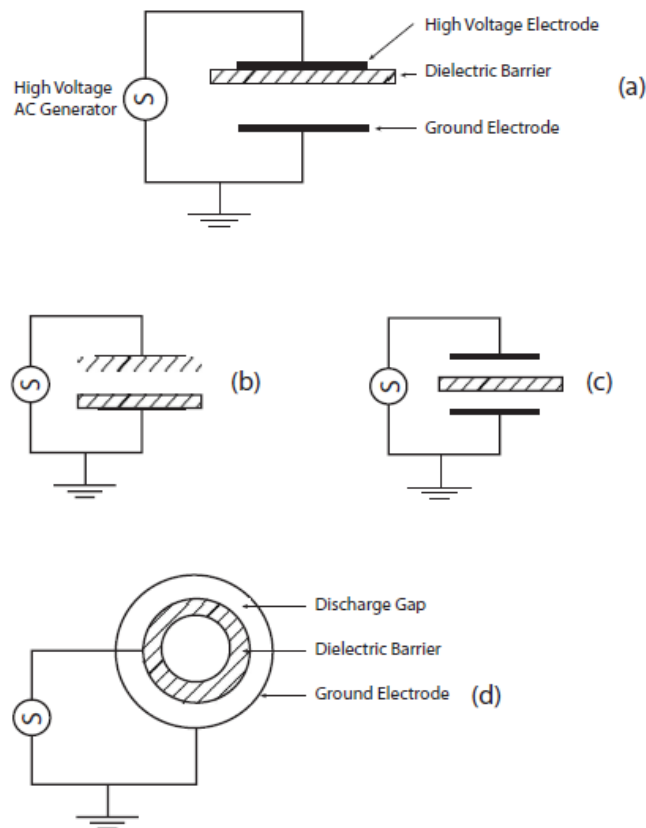 High Voltage Electrode
Dielectric Barrier
(a)
High Voltage
AC Generator
S
Ground Electrode
(b)
S
(c)
S
Discharge Gap
Dielectric Barrier
Ground Electrode
(d)
S